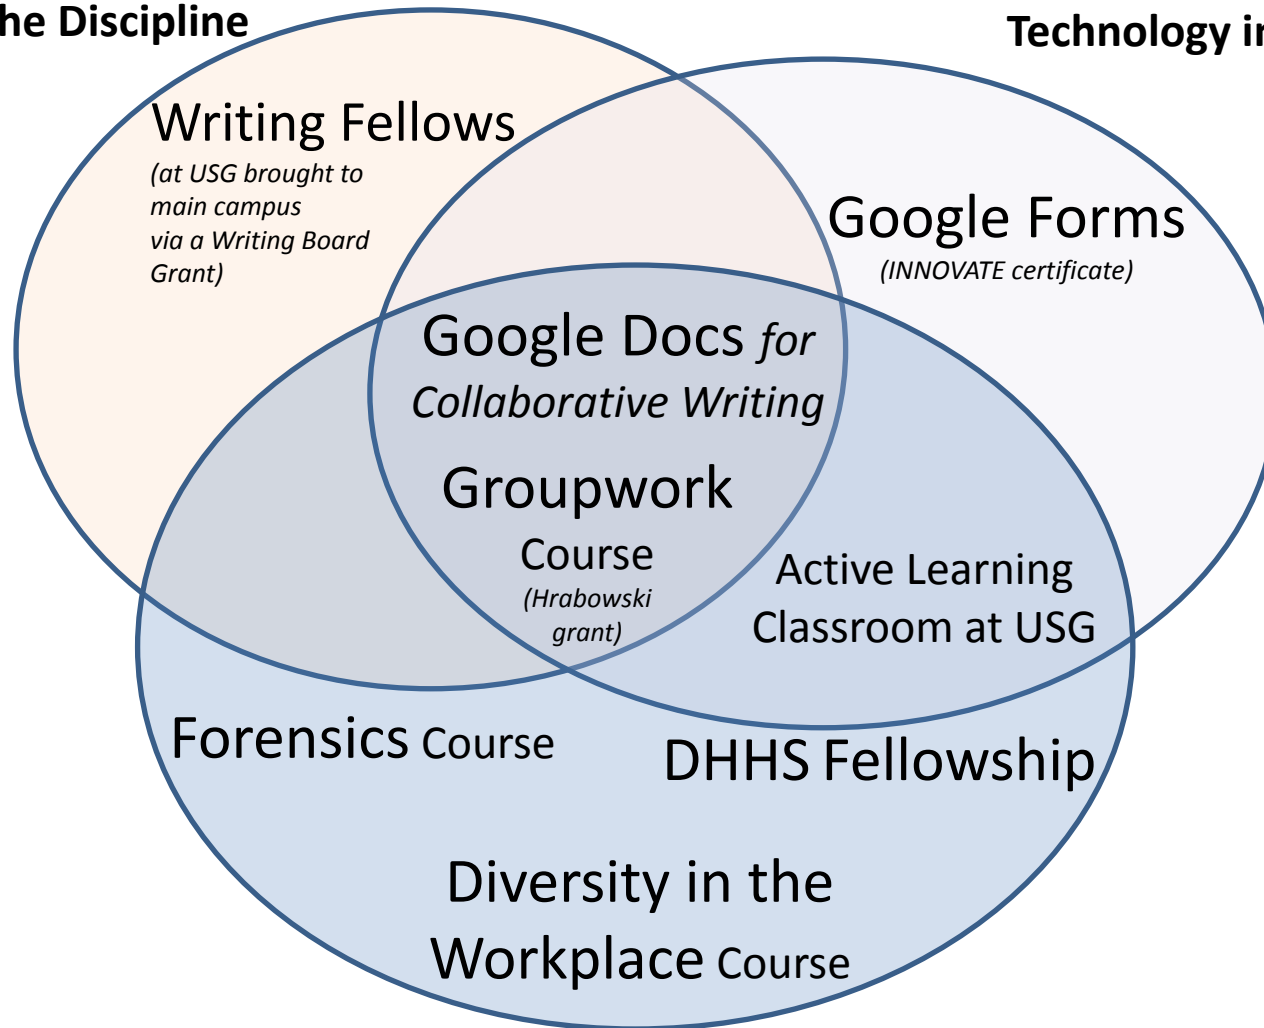 he Discipline
Technology in
Writing Fellows
(at USG brought to
main campus
via a Writing Board
Grant)
Google Forms
(INNOVATE certificate)
Google Docs for
Collaborative Writing
Groupwork
Course
(Hrabowski
grant)
Active Learning
Classroom at USG
Forensics Course
DHHS Fellowship
Diversity in the
Workplace Course